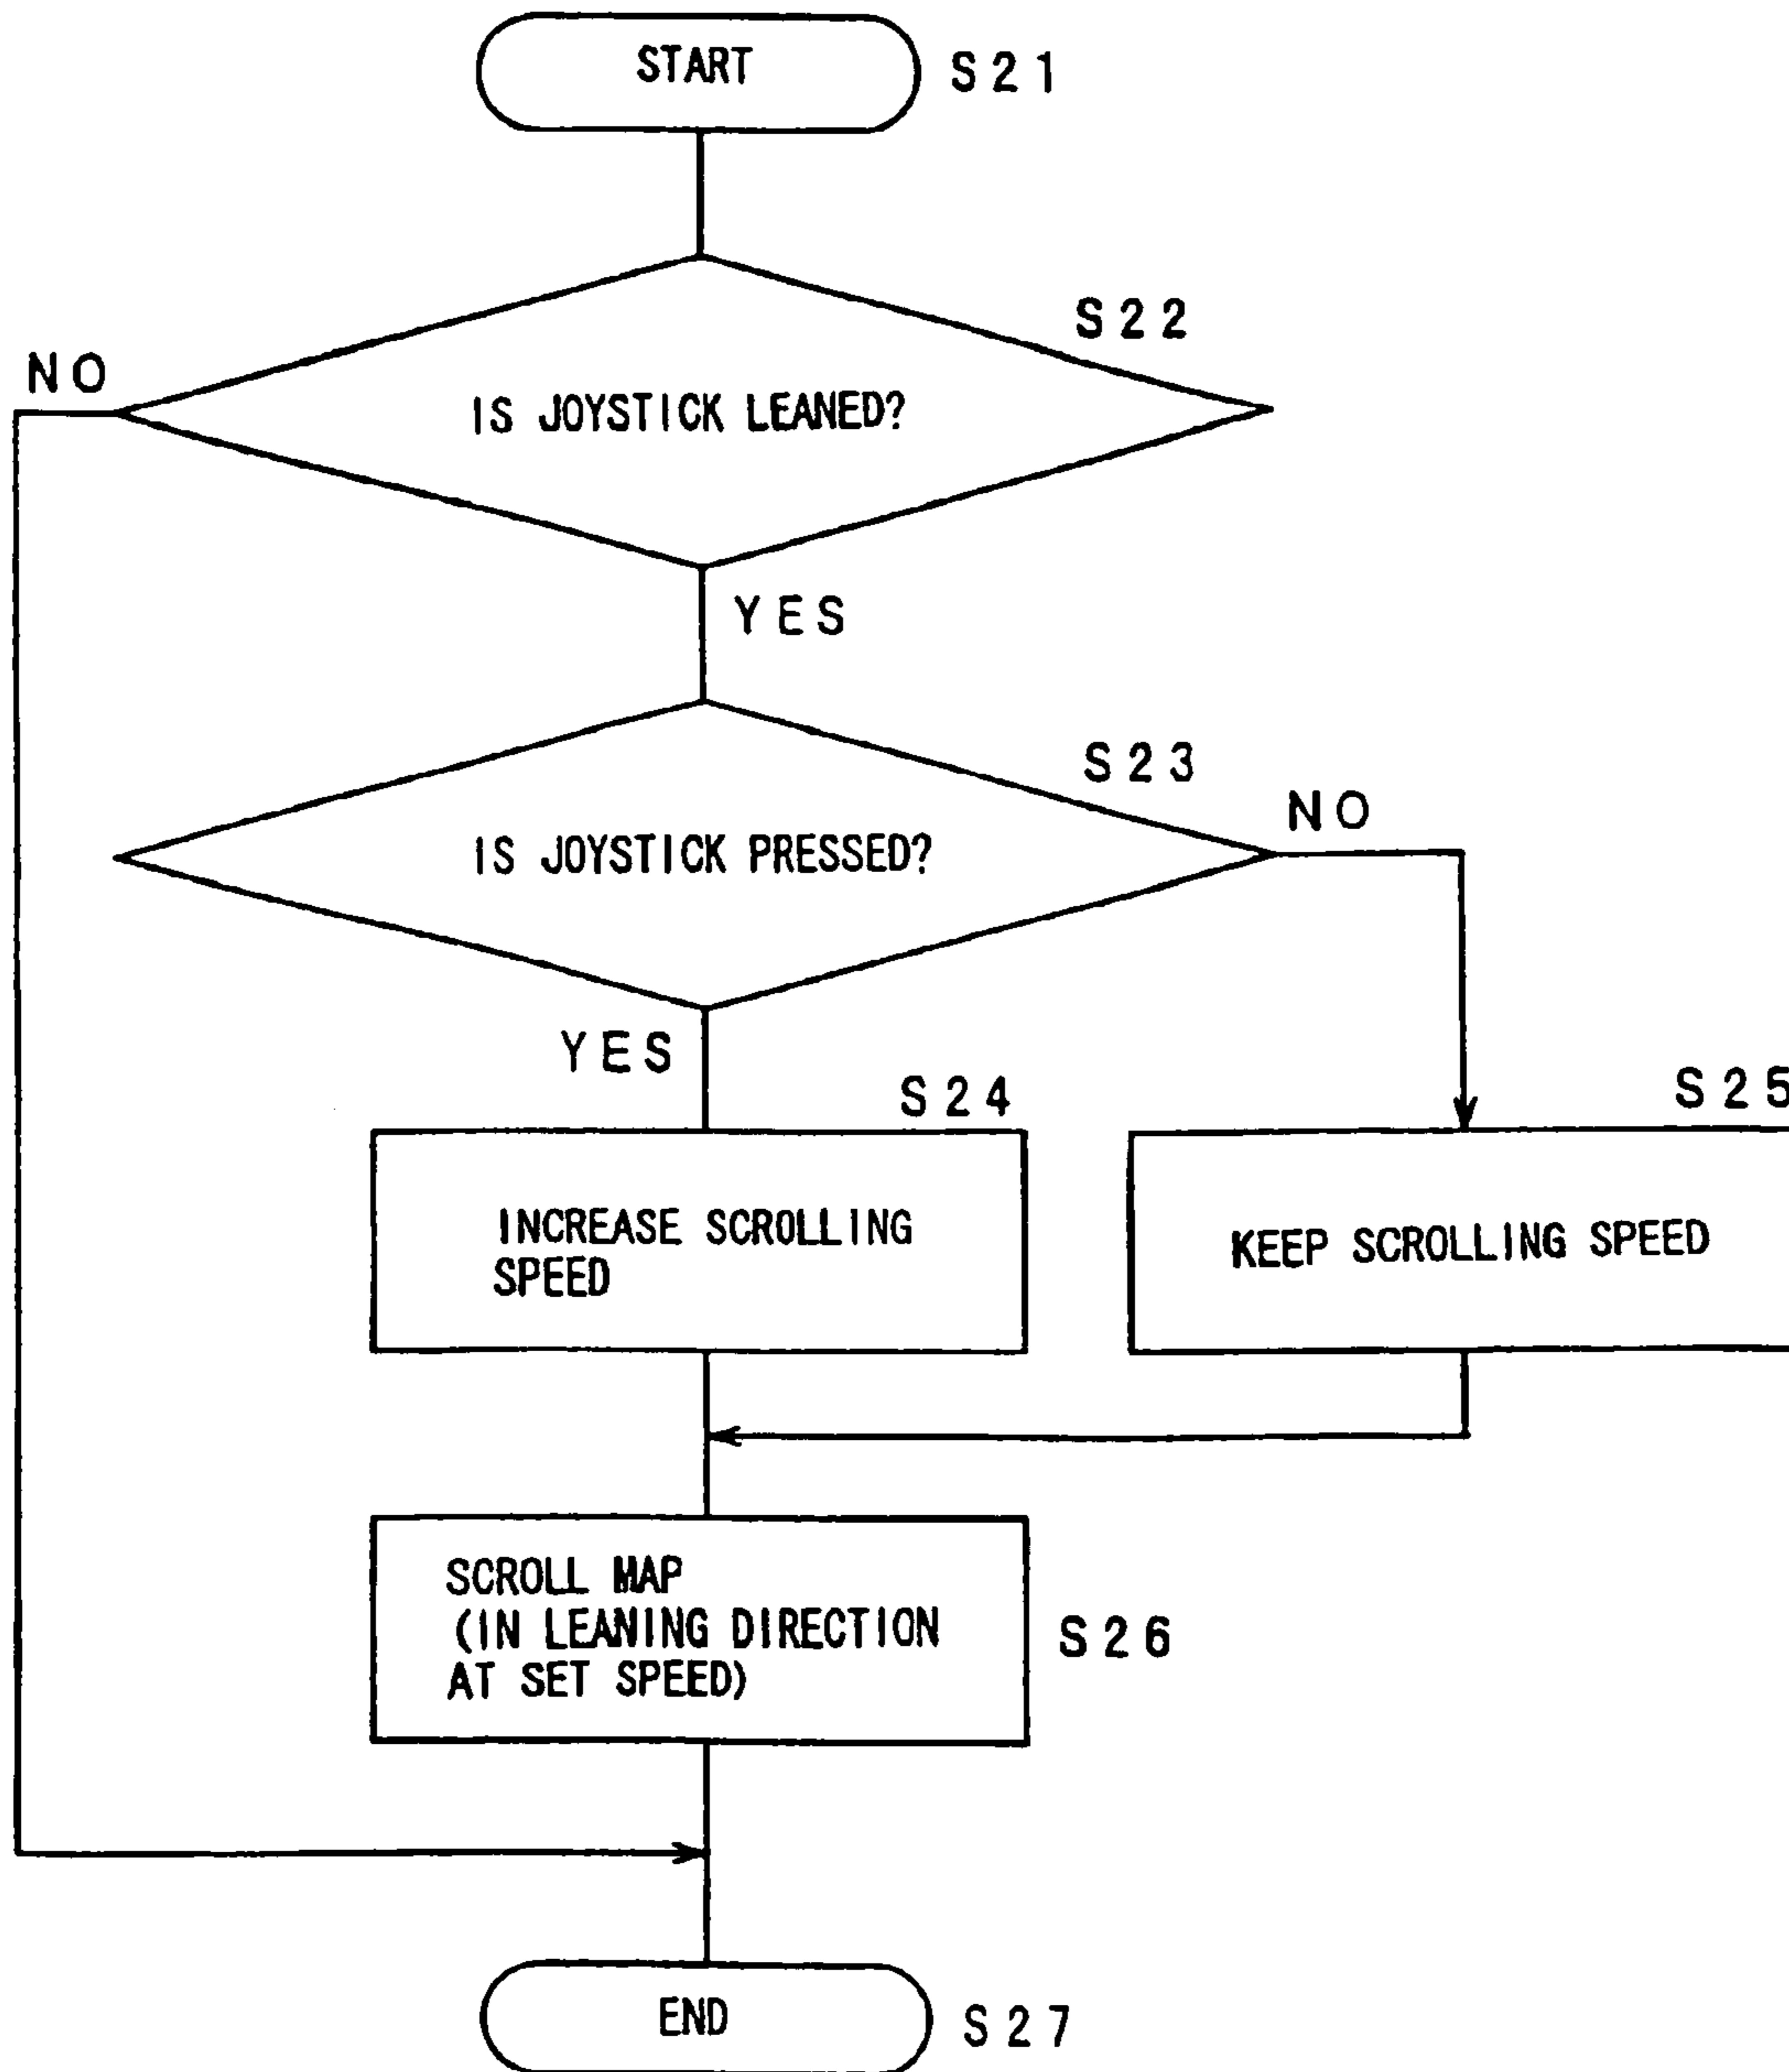 START
S21
S22
NO
IS JOYSTICK LEANED?
YES
S23
NO
IS JOYSTICK PRESSED?
YES
S24
S25
INCREASE SCROLLING
SPEED
KEEP SCROLLING SPEED
SCROLL MAP
(IN LEANING DIRECTION
AT SET SPEED)
S26
END
S27